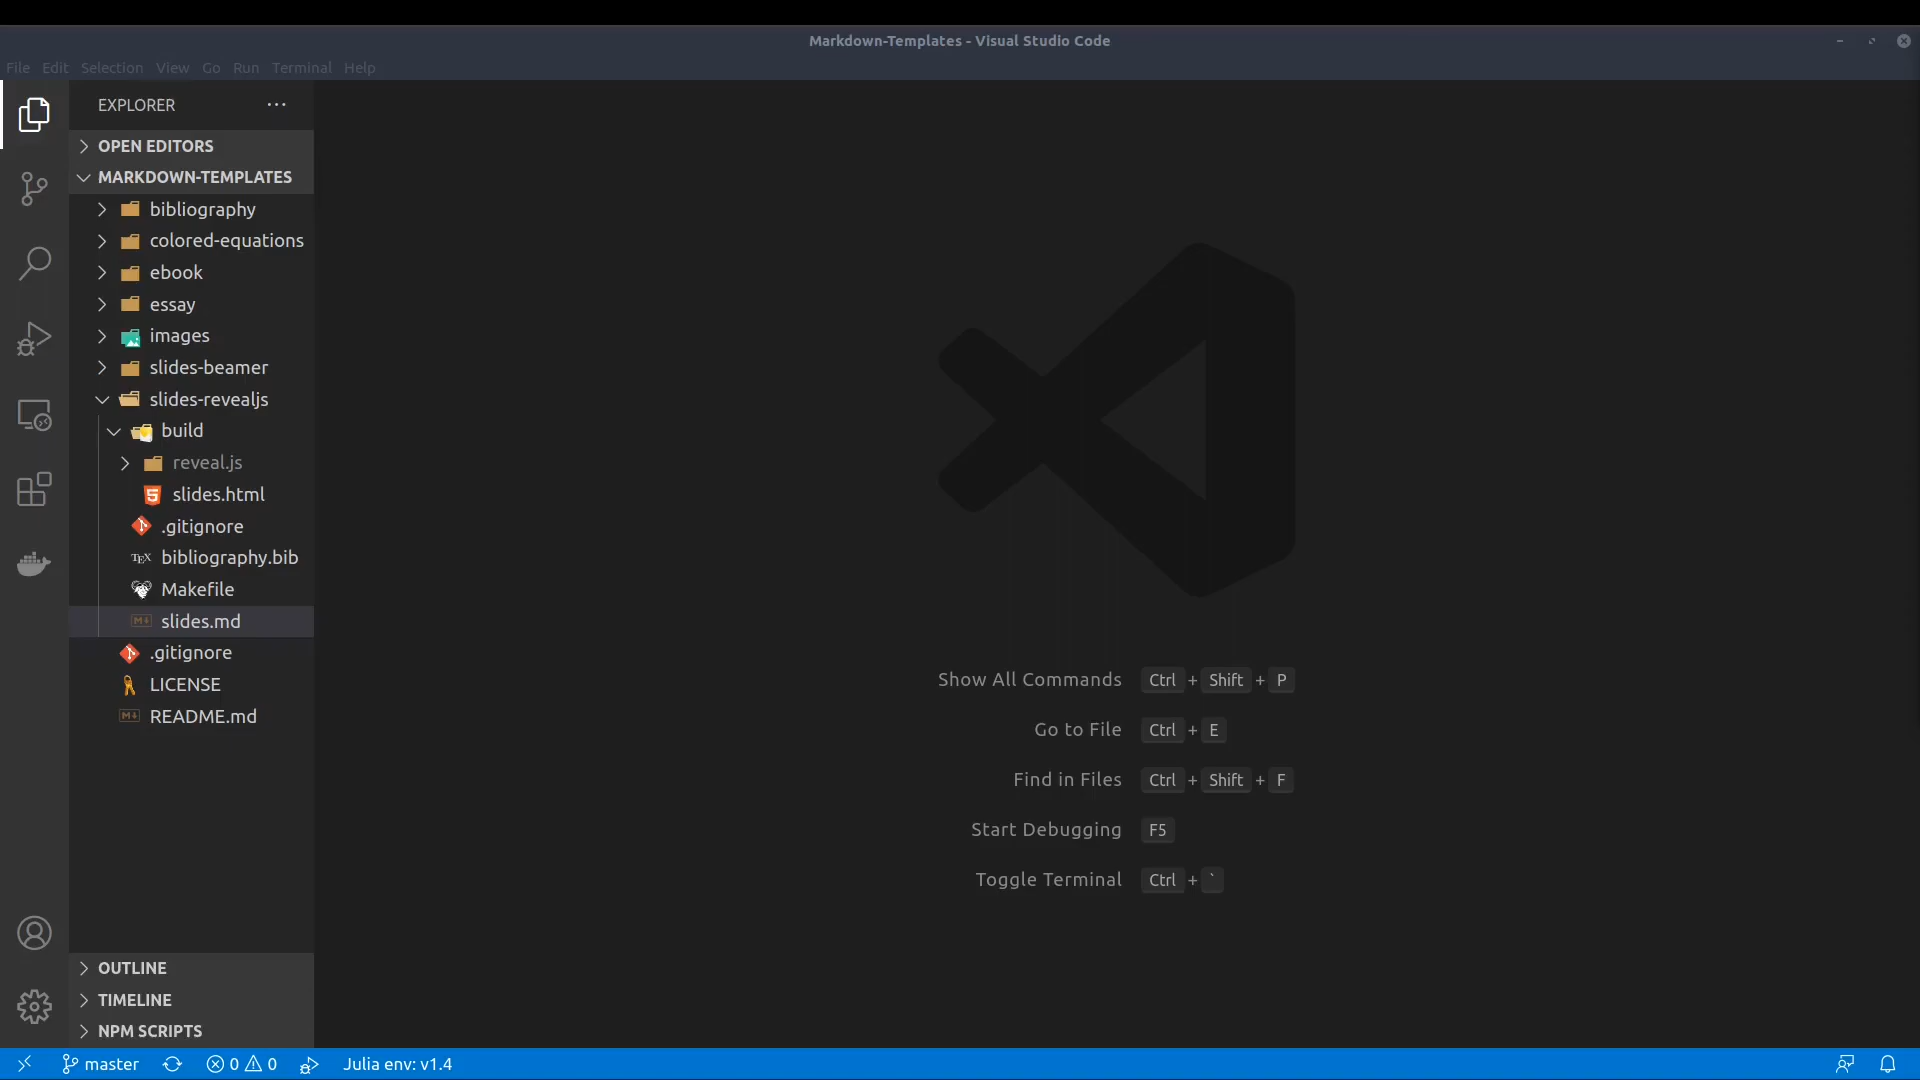 Markdown-Templates - Visual Studio Code
File Edit Selection View Go Run Terminal Help
EXPLORER
OPEN EDITORS
MARKDOWN-TEMPLATES
bibliography
colored-equations
ebook
essay
images
slides-beamer
slides-revealjs
build
reveal.js
slides.html
.gitignore
TEX bibliography.bib
Makefile
slides.md
.gitignore
LICENSE
README.md
Show All Commands Ctrl + Shift + P
Go to File Ctrl + E
Find in Files Ctrl + Shift + F
Start Debugging F5
Toggle Terminal Ctrl + `
OUTLINE
TIMELINE
NPM SCRIPTS
master 0 0 Julia env: v1.4